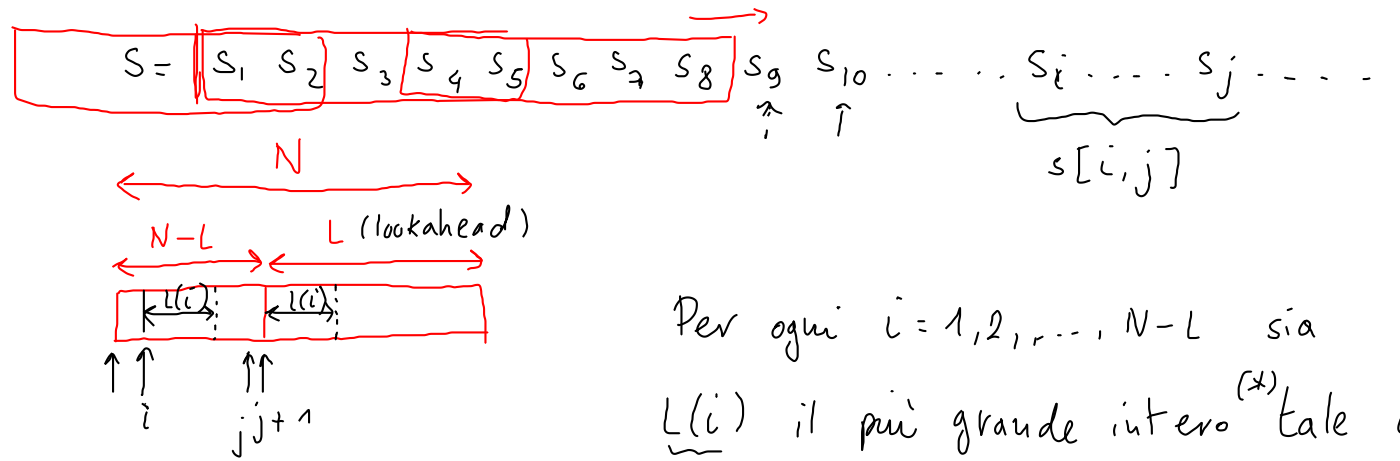 S = S₁ S₂ S₃ S₄ S₅ S₆ S₇ S₈ S₉ S₁₀ ...... Sᵢ .... Sⱼ ----
s[i,j]
N
N-L L (lookahead)
L(i) L(i)
i j j+1
Per ogni i = 1,2,..., N-L sia
L(i) il più grande intero (*) tale